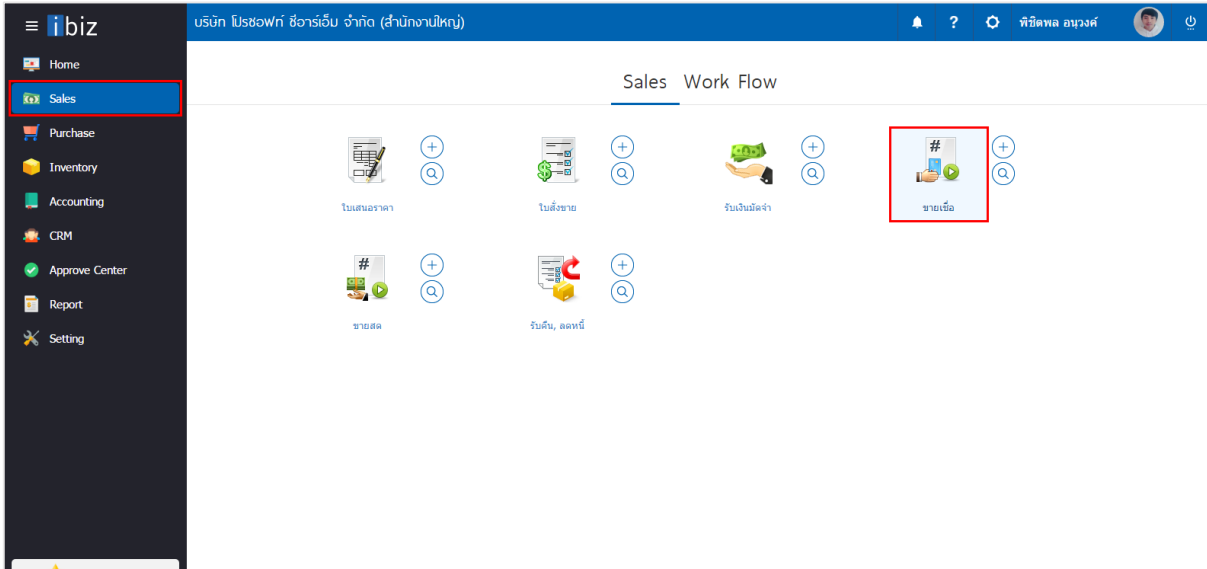 ibiz
บริษัท โปรซอฟท์ ซีอาร์เอ็ม จำกัด (สำนักงานใหญ่)
?
พิชิตพล อนุวงศ์
Home
Sales
Purchase
Inventory
Accounting
CRM
Approve Center
Report
Setting
Sales Work Flow
ใบเสนอราคา
ใบสั่งขาย
รับเงินมัดจำ
#
ขายเชื่อ
#
ขายสด
รับคืน, ลดหนี้